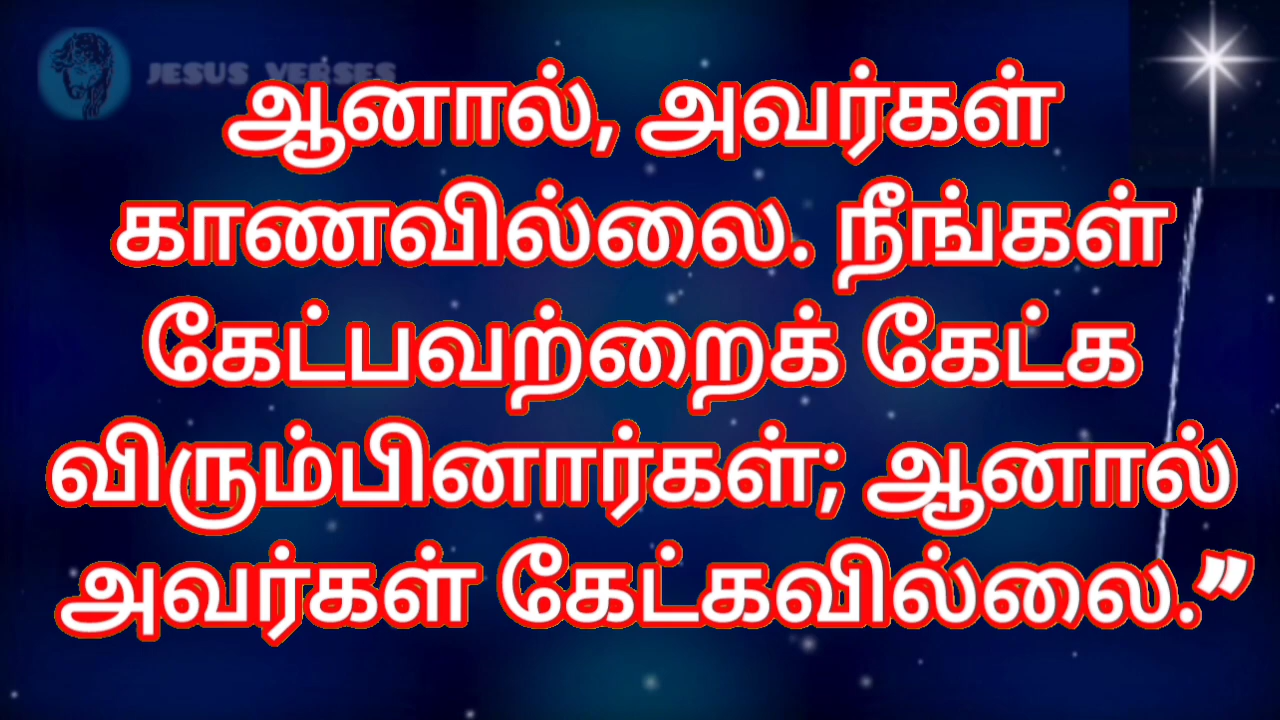 JESUS VERSES
ஆனால், அவர்கள்
காணவில்லை. நீங்கள்
கேட்பவற்றைக் கேட்க
விரும்பினார்கள்; ஆனால்
அவர்கள் கேட்கவில்லை.”